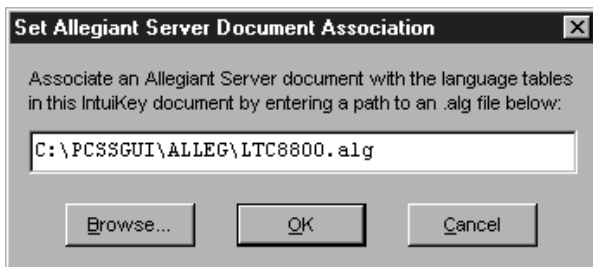 Set Allegiant Server Document Association
Associate an Allegiant Server document with the language tables
in this IntuiKey document by entering a path to an .alg file below:
C:\PCSSGUI\ALLEG\LTC8800.alg
Browse... OK Cancel